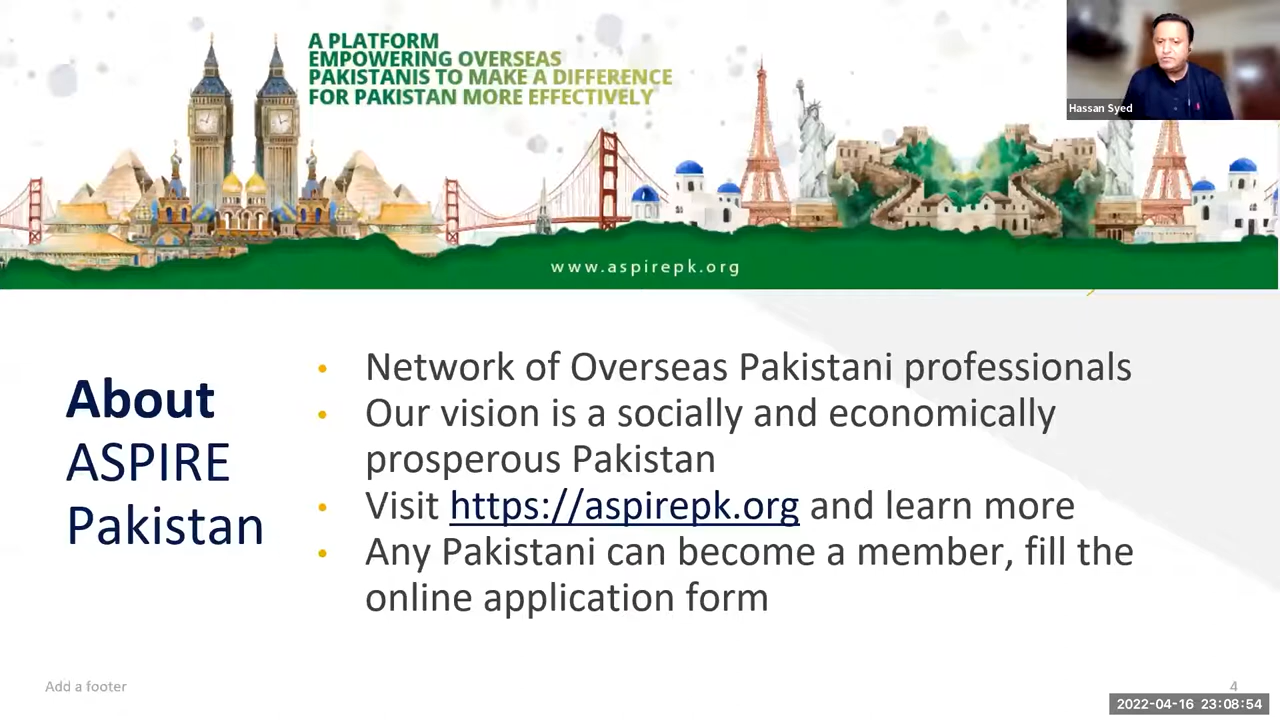 A PLATFORM
EMPOWERING OVERSEAS
PAKISTANIS TO MAKE A DIFFERENCE
FOR PAKISTAN MORE EFFECTIVELY
Hassan Syed
www.aspirepk.org
About
ASPIRE
Pakistan
• Network of Overseas Pakistani professionals
• Our vision is a socially and economically
prosperous Pakistan
• Visit https://aspirepk.org and learn more
• Any Pakistani can become a member, fill the
online application form
Add a footer
4
2022-04-16 23:08:54